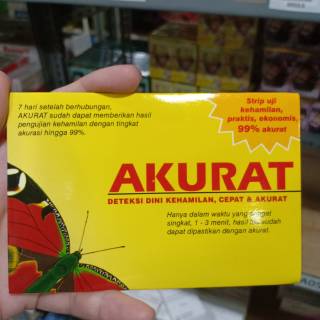 7 hari setelah berhubungan,
AKURAT sudah dapat memberikan hasil
pengujian kehamilan dengan tingkat
akurasi hingga 99%.
Strip uji
kehamilan,
praktis, ekonomis,
99% akurat
AKURAT
DETEKSI DINI KEHAMILAN, CEPAT & AKURAT
Hanya dalam waktu yang sangat
singkat, 1 - 3 menit, hasil sudah
dapat dipastikan dengan akurat.